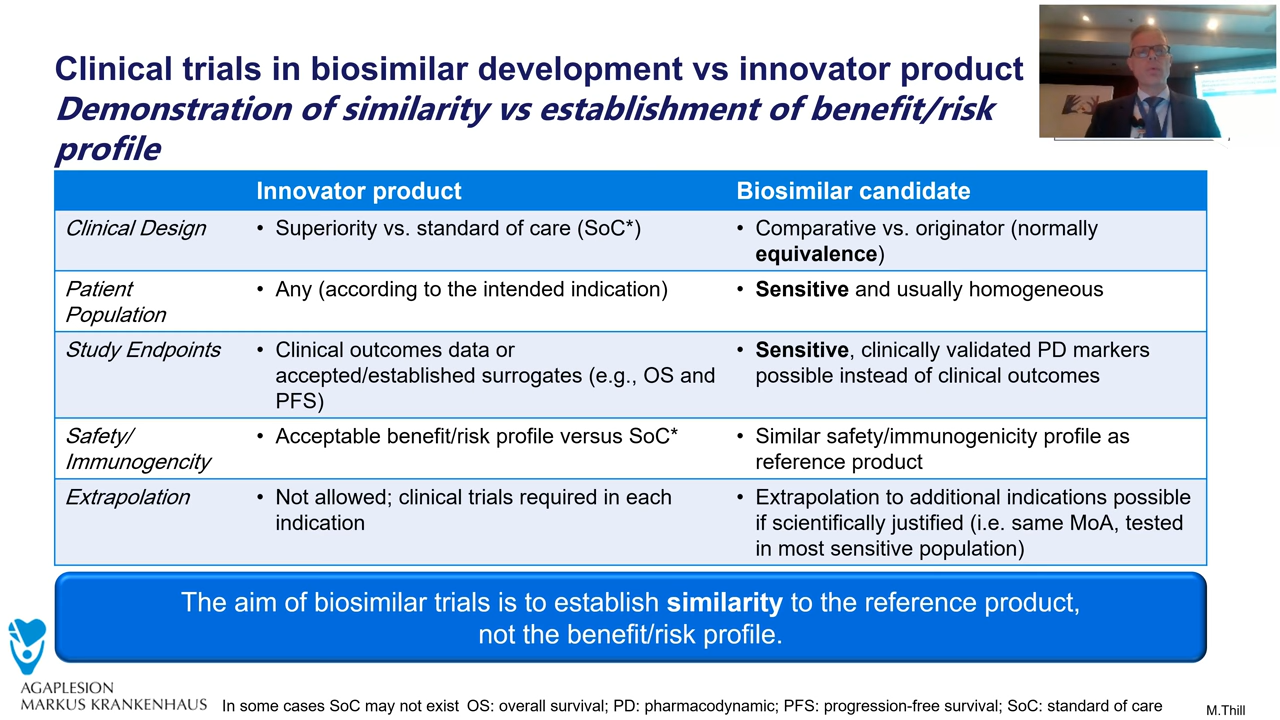 Clinical trials in biosimilar development vs innovator product
Demonstration of similarity vs establishment of benefit/risk
profile
Innovator product
Biosimilar candidate
Clinical Design
• Superiority vs. standard of care (SoC*)
• Comparative vs. originator (normally
equivalence)
Patient
Population
• Any (according to the intended indication)
• Sensitive and usually homogeneous
Study Endpoints
• Clinical outcomes data or
accepted/established surrogates (e.g., OS and
PFS)
• Sensitive, clinically validated PD markers
possible instead of clinical outcomes
Safety/
Immunogencity
• Acceptable benefit/risk profile versus SoC*
• Similar safety/immunogenicity profile as
reference product
Extrapolation
• Not allowed; clinical trials required in each
indication
• Extrapolation to additional indications possible
if scientifically justified (i.e. same MoA, tested
in most sensitive population)
The aim of biosimilar trials is to establish similarity to the reference product,
not the benefit/risk profile.
AGAPLESION
MARKUS KRANKENHAUS
In some cases SoC may not exist OS: overall survival; PD: pharmacodynamic; PFS: progression-free survival; SoC: standard of care
M.Thill